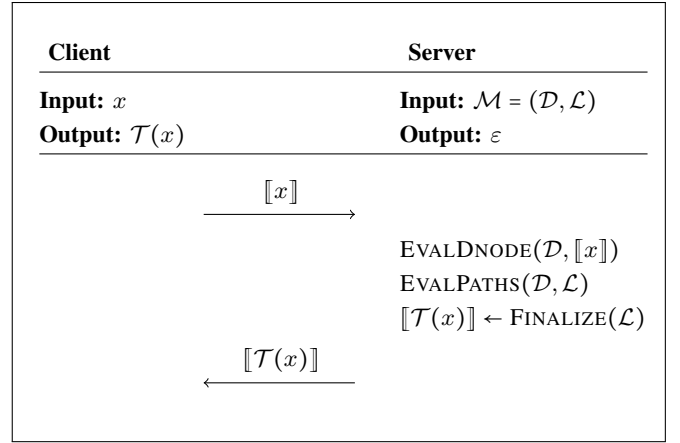 Client Server
Input: x Input: ℳ = (𝒟, ℒ)
Output: 𝒯(x) Output: ε
⟦x⟧
EVALDNODE(𝒟, ⟦x⟧)
EVALPATHS(𝒟, ℒ)
⟦𝒯(x)⟧ ← FINALIZE(ℒ)
⟦𝒯(x)⟧